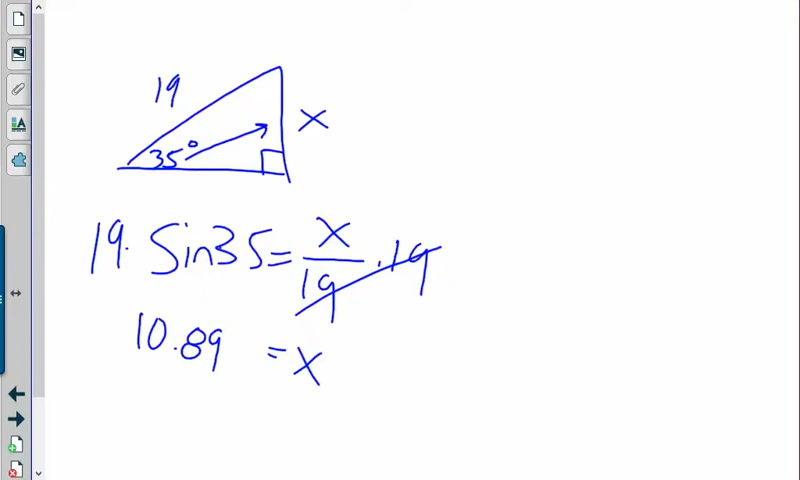 19
x
35°
19. Sin35 = x/19 . 19
10.89 = x